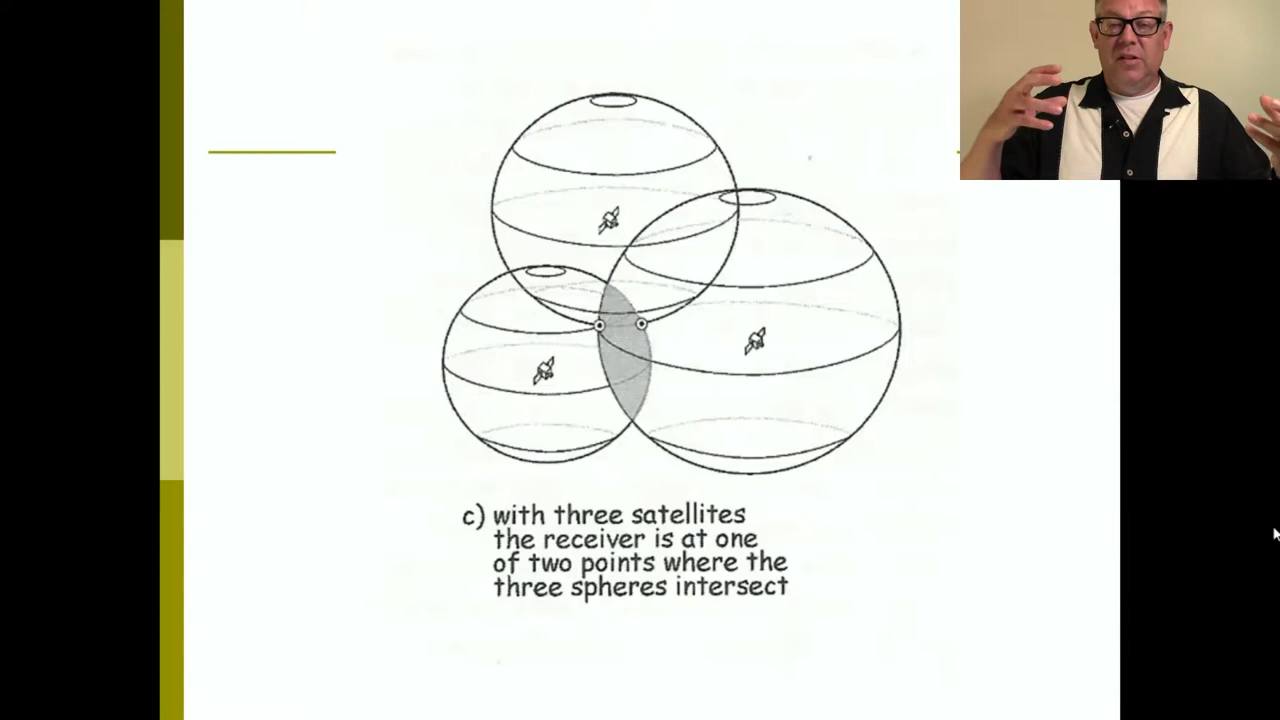 c) with three satellites
the receiver is at one
of two points where the
three spheres intersect